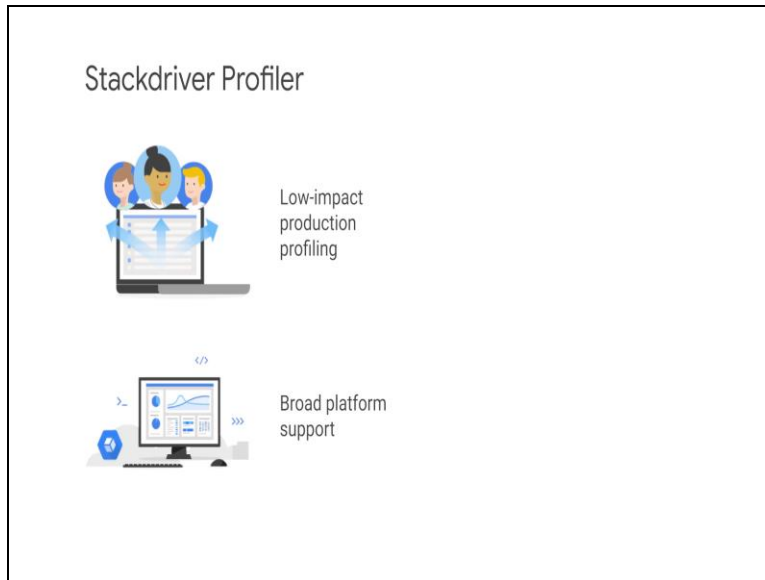 Stackdriver Profiler
Low-impact
production
profiling
</>
>_
>>>
Broad platform
support